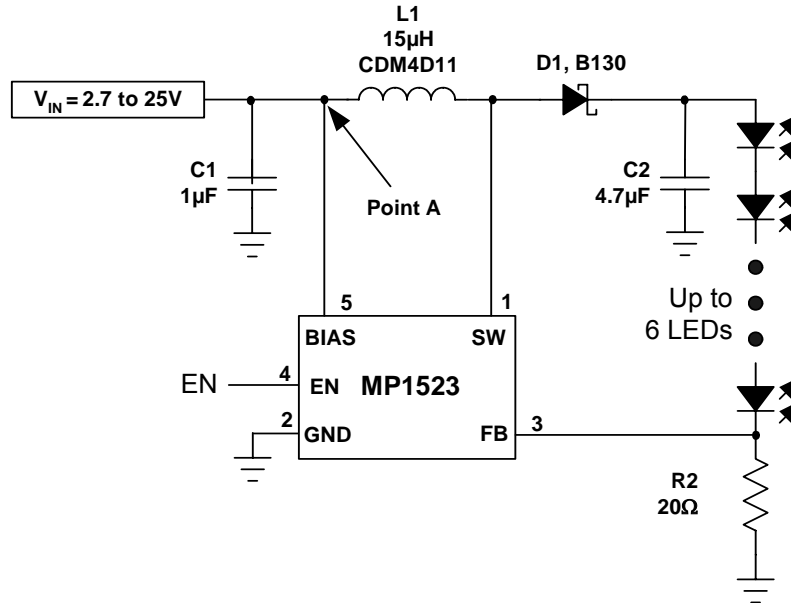 L1
15µH
CDM4D11
D1, B130
VIN = 2.7 to 25V
C1
1µF
Point A
C2
4.7µF
Up to
6 LEDs
5
1
BIAS
SW
EN
4
EN
MP1523
2
GND
FB
3
R2
20Ω